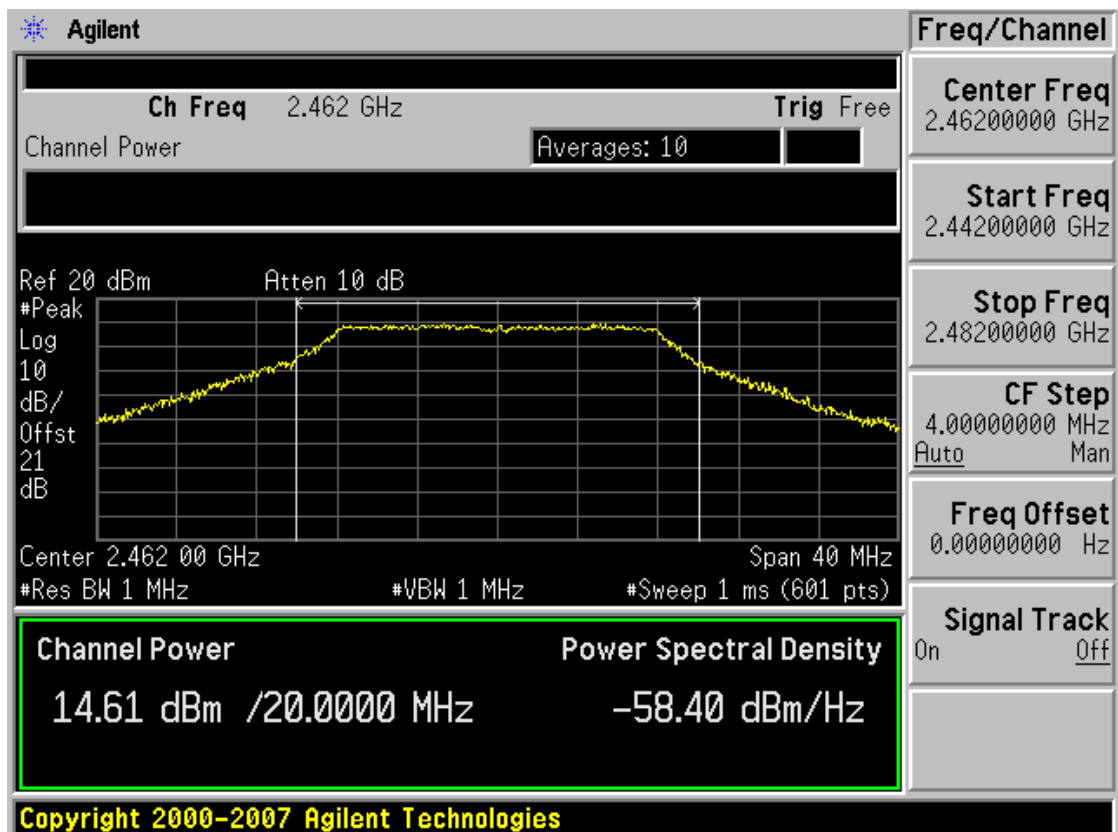 Agilent
Freq/Channel
Ch Freq 2.462 GHz Trig Free
Channel Power Averages: 10
Ref 20 dBm Atten 10 dB
#Peak
Log
10
dB/
Offst
21
dB
Center 2.462 00 GHz Span 40 MHz
#Res BW 1 MHz #VBW 1 MHz #Sweep 1 ms (601 pts)
Channel Power Power Spectral Density
14.61 dBm /20.0000 MHz -58.40 dBm/Hz
Copyright 2000-2007 Agilent Technologies
Center Freq
2.46200000 GHz
Start Freq
2.44200000 GHz
Stop Freq
2.48200000 GHz
CF Step
4.00000000 MHz
Auto Man
Freq Offset
0.00000000 Hz
Signal Track
On Off